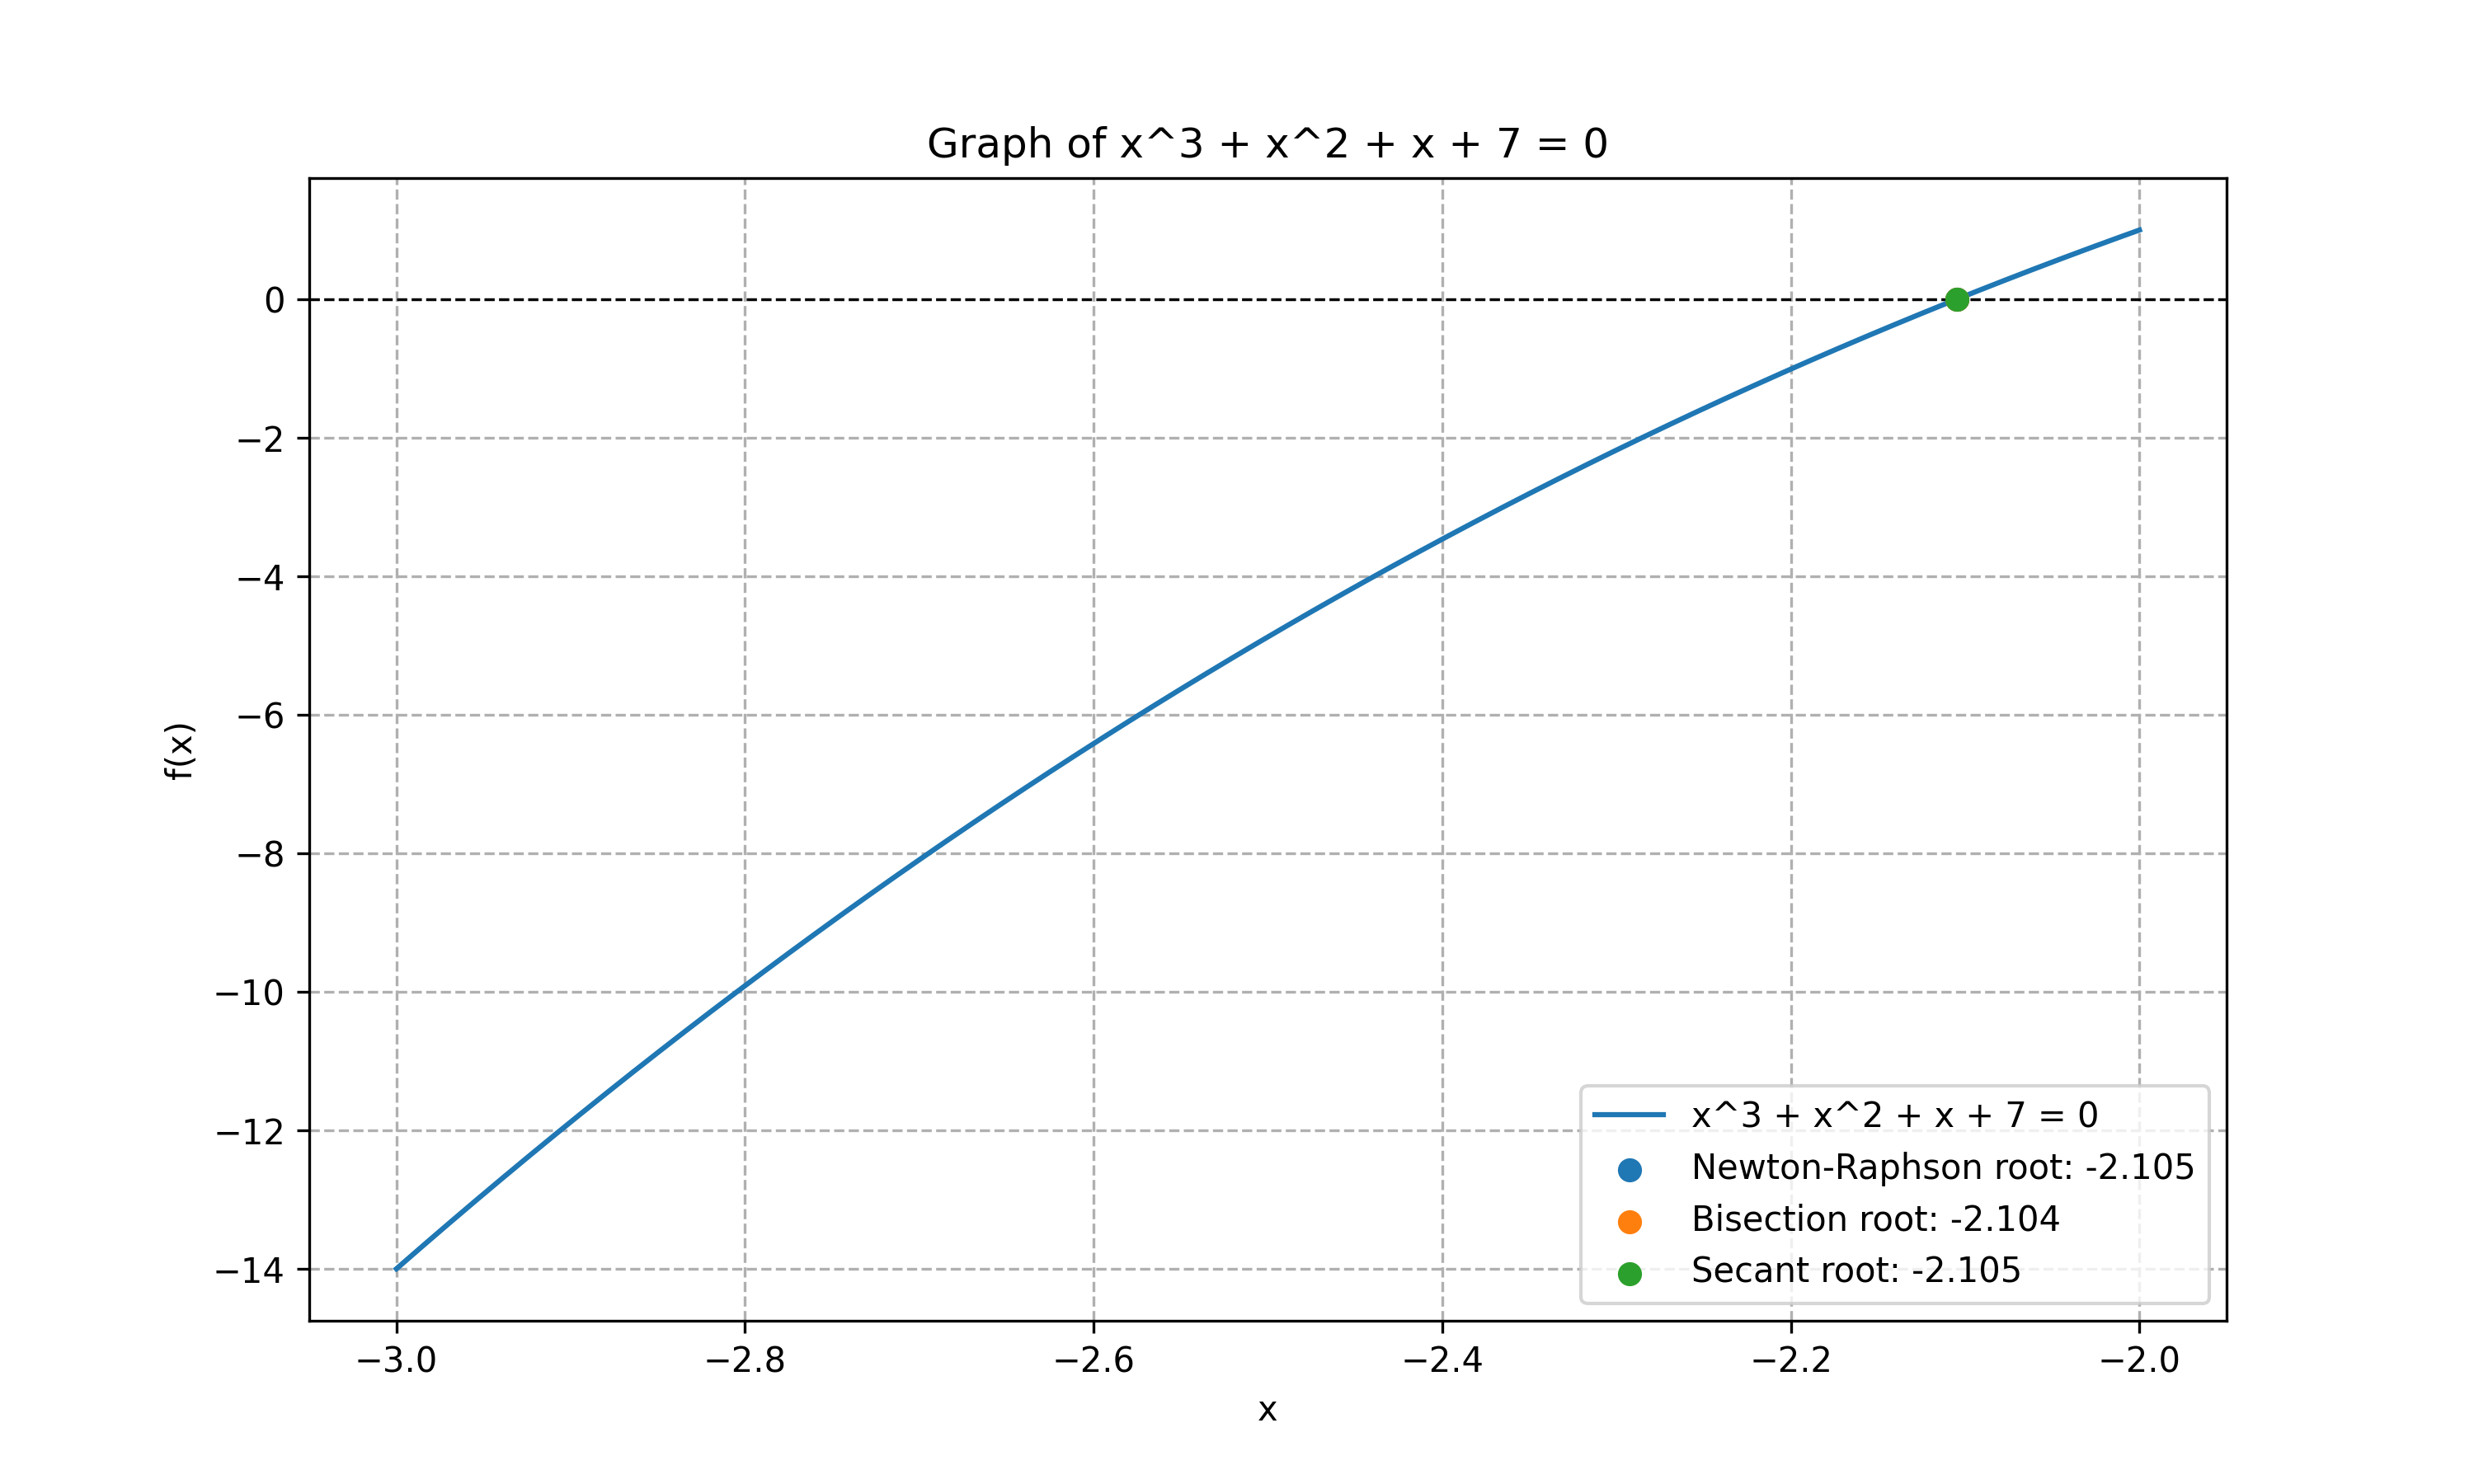 Graph of x^3 + x^2 + x + 7 = 0
f(x)
0
−2
−4
−6
−8
−10
−12
−14
x^3 + x^2 + x + 7 = 0
Newton-Raphson root: -2.105
Bisection root: -2.104
Secant root: -2.105
−3.0 −2.8 −2.6 −2.4 −2.2 −2.0
x